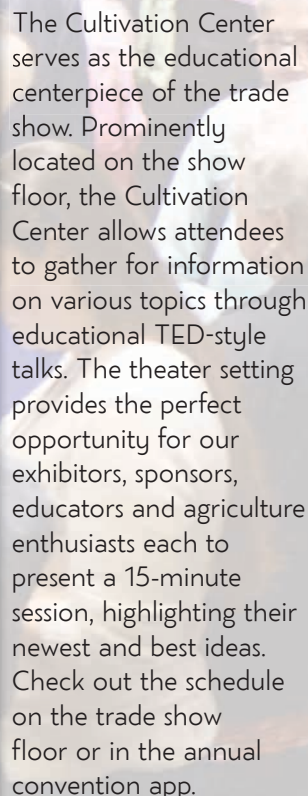 The Cultivation Center
serves as the educational
centerpiece of the trade
show. Prominently
located on the show
floor, the Cultivation
Center allows attendees
to gather for information
on various topics through
educational TED-style
talks. The theater setting
provides the perfect
opportunity for our
exhibitors, sponsors,
educators and agriculture
enthusiasts each to
present a 15-minute
session, highlighting their
newest and best ideas.
Check out the schedule
on the trade show
floor or in the annual
convention app.